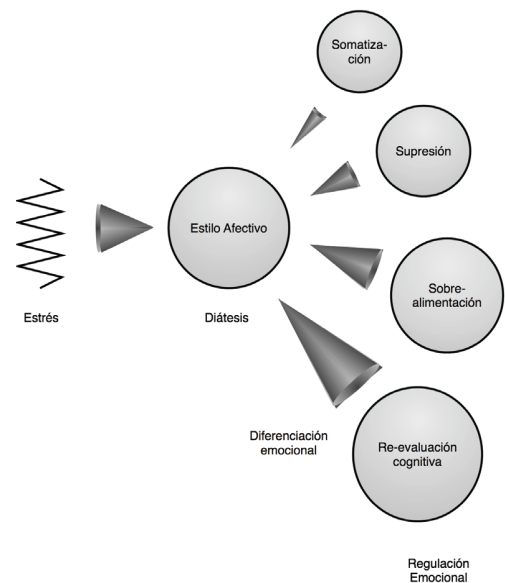 Somatiza-
ción
Supresión
Estilo Afectivo
Sobre-
alimentación
Estrés
Diátesis
Diferenciación
emocional
Re-evaluación
cognitiva
Regulación
Emocional